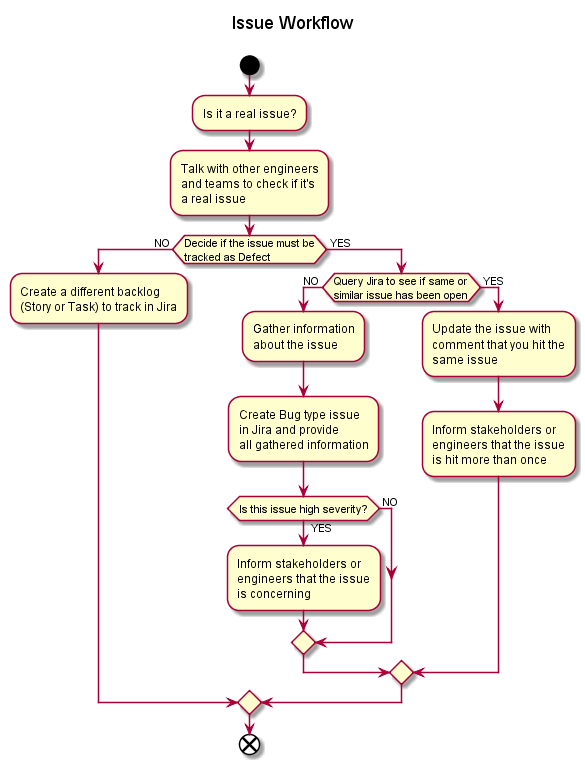 Issue Workflow
Is it a real issue?
Talk with other engineers
and teams to check if it's
a real issue
NO
Decide if the issue must be
tracked as Defect
YES
Create a different backlog
(Story or Task) to track in Jira
NO
Query Jira to see if same or
similar issue has been open
YES
Gather information
about the issue
Update the issue with
comment that you hit the
same issue
Create Bug type issue
in Jira and provide
all gathered information
Inform stakeholders or
engineers that the issue
is hit more than once
Is this issue high severity?
NO
YES
Inform stakeholders or
engineers that the issue
is concerning